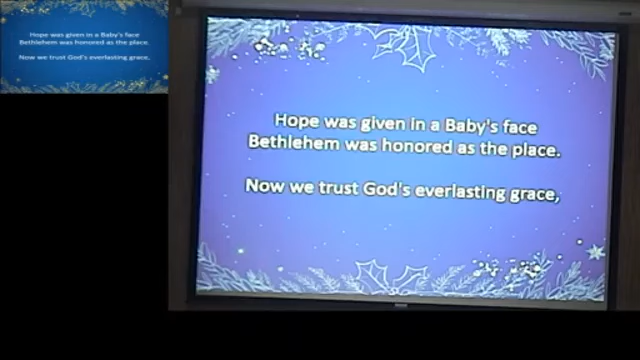 Hope was given in a Baby's face
Bethlehem was honored as the place.
Now we trust God's everlasting grace,
Hope was given in a Baby's face
Bethlehem was honored as the place.
Now we trust God's everlasting grace,